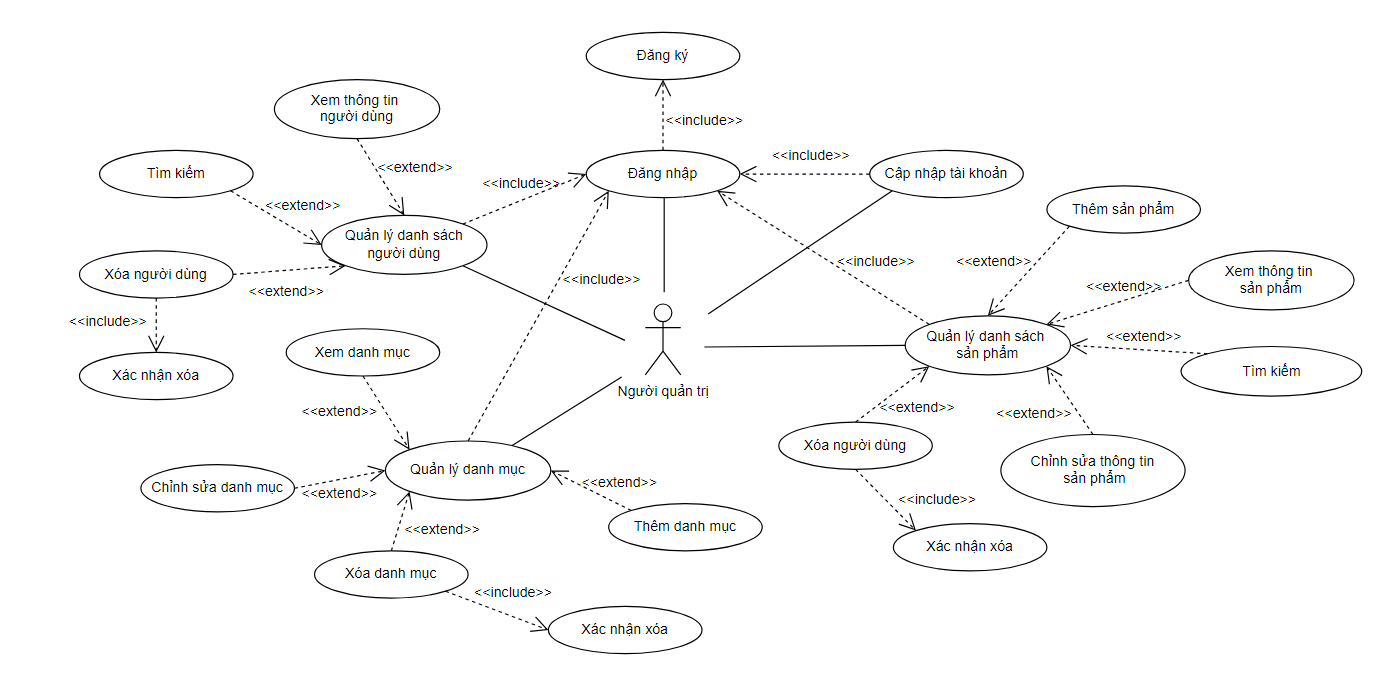 Đăng ký
<<include>>
Xem thông tin
người dùng
<<extend>>
Tìm kiếm
<<extend>>
Đăng nhập
<<include>>
<<include>>
Cập nhập tài khoản
Thêm sản phẩm
Quản lý danh sách
người dùng
Xóa người dùng
<<extend>>
<<include>>
Xác nhận xóa
<<include>>
<<include>>
<<extend>>
Xem thông tin
sản phẩm
<<extend>>
<<extend>>
Quản lý danh sách
sản phẩm
Tìm kiếm
Người quản trị
Xem danh mục
<<extend>>
Quản lý danh mục
Chỉnh sửa danh mục
<<extend>>
<<extend>>
Thêm danh mục
<<extend>>
Xóa danh mục
<<include>>
Xác nhận xóa
<<extend>>
Xóa người dùng
<<extend>>
Chỉnh sửa thông tin
sản phẩm
<<include>>
Xác nhận xóa